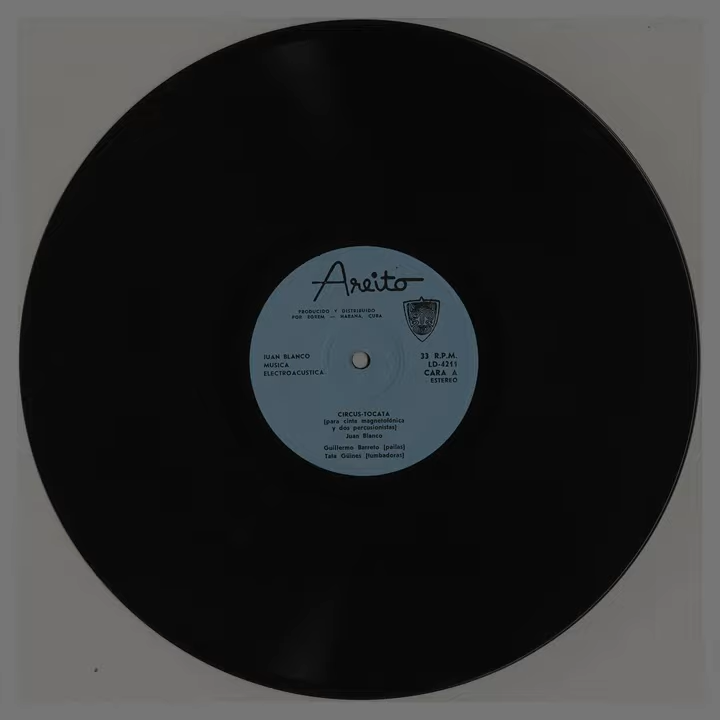 Areito
PRODUCIDO Y DISTRIBUIDO
POR EGREM. — HABANA, CUBA
JUAN BLANCO
MUSICA
ELECTROACUSTICA
33 R.P.M.
LD-4211
CARA A
ESTEREO
CIRCUS-TOCATA
(para cinta magnetofónica
y dos percusionistas)
Juan Blanco
Guillermo Barreto [pailas]
Tata Güines [tumbadoras]